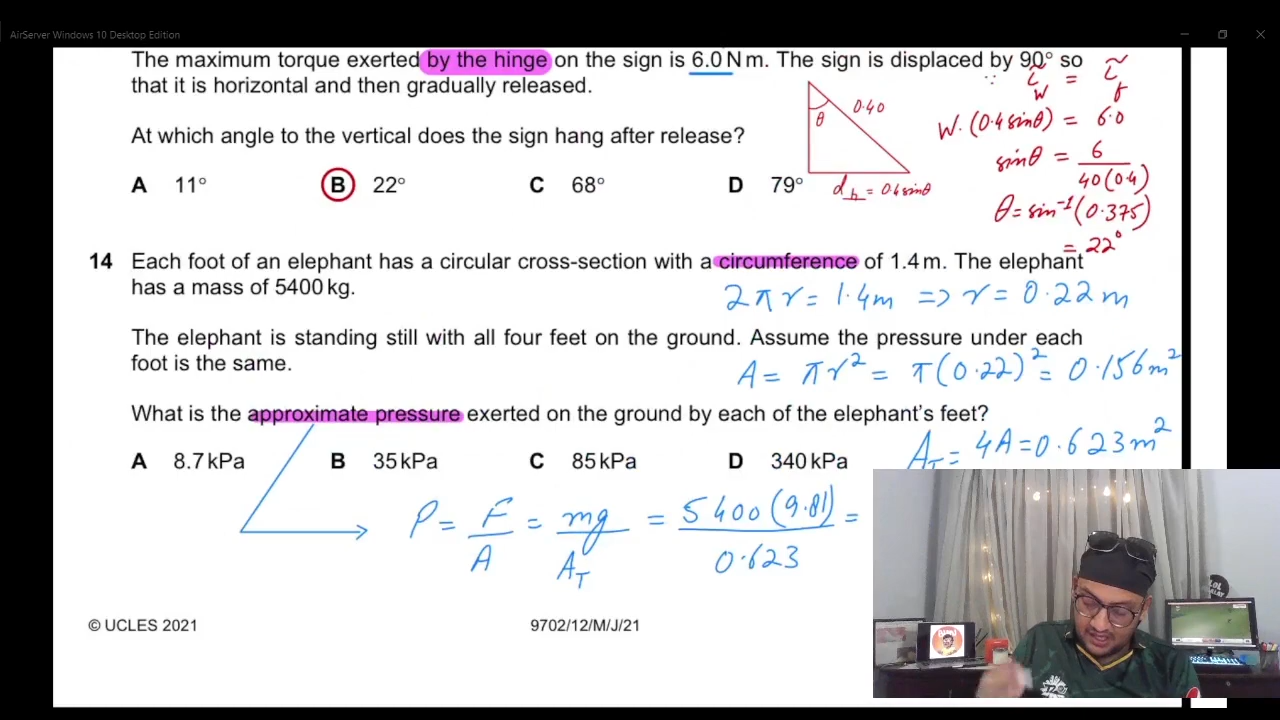 AirServer Windows 10 Desktop Edition
The maximum torque exerted by the hinge on the sign is 6.0 N m. The sign is displaced by 90° so
that it is horizontal and then gradually released.
At which angle to the vertical does the sign hang after release?
A 11° B 22° C 68° D 79°
θ 0.40
d_h = 0.4 sinθ
τ_W = τ_f
W. (0.4 sinθ) = 6.0
sinθ = 6 / 40(0.4)
θ = sin⁻¹(0.375)
= 22°
14 Each foot of an elephant has a circular cross-section with a circumference of 1.4 m. The elephant
has a mass of 5400 kg.
2πr = 1.4m => r = 0.22 m
The elephant is standing still with all four feet on the ground. Assume the pressure under each
foot is the same.
A = πr² = π(0.22)² = 0.156 m²
What is the approximate pressure exerted on the ground by each of the elephant's feet?
A_T = 4A = 0.623 m²
A 8.7 kPa B 35 kPa C 85 kPa D 340 kPa
P = F/A = mg/A_T = 5400(9.81)/0.623 =
© UCLES 2021 9702/12/M/J/21